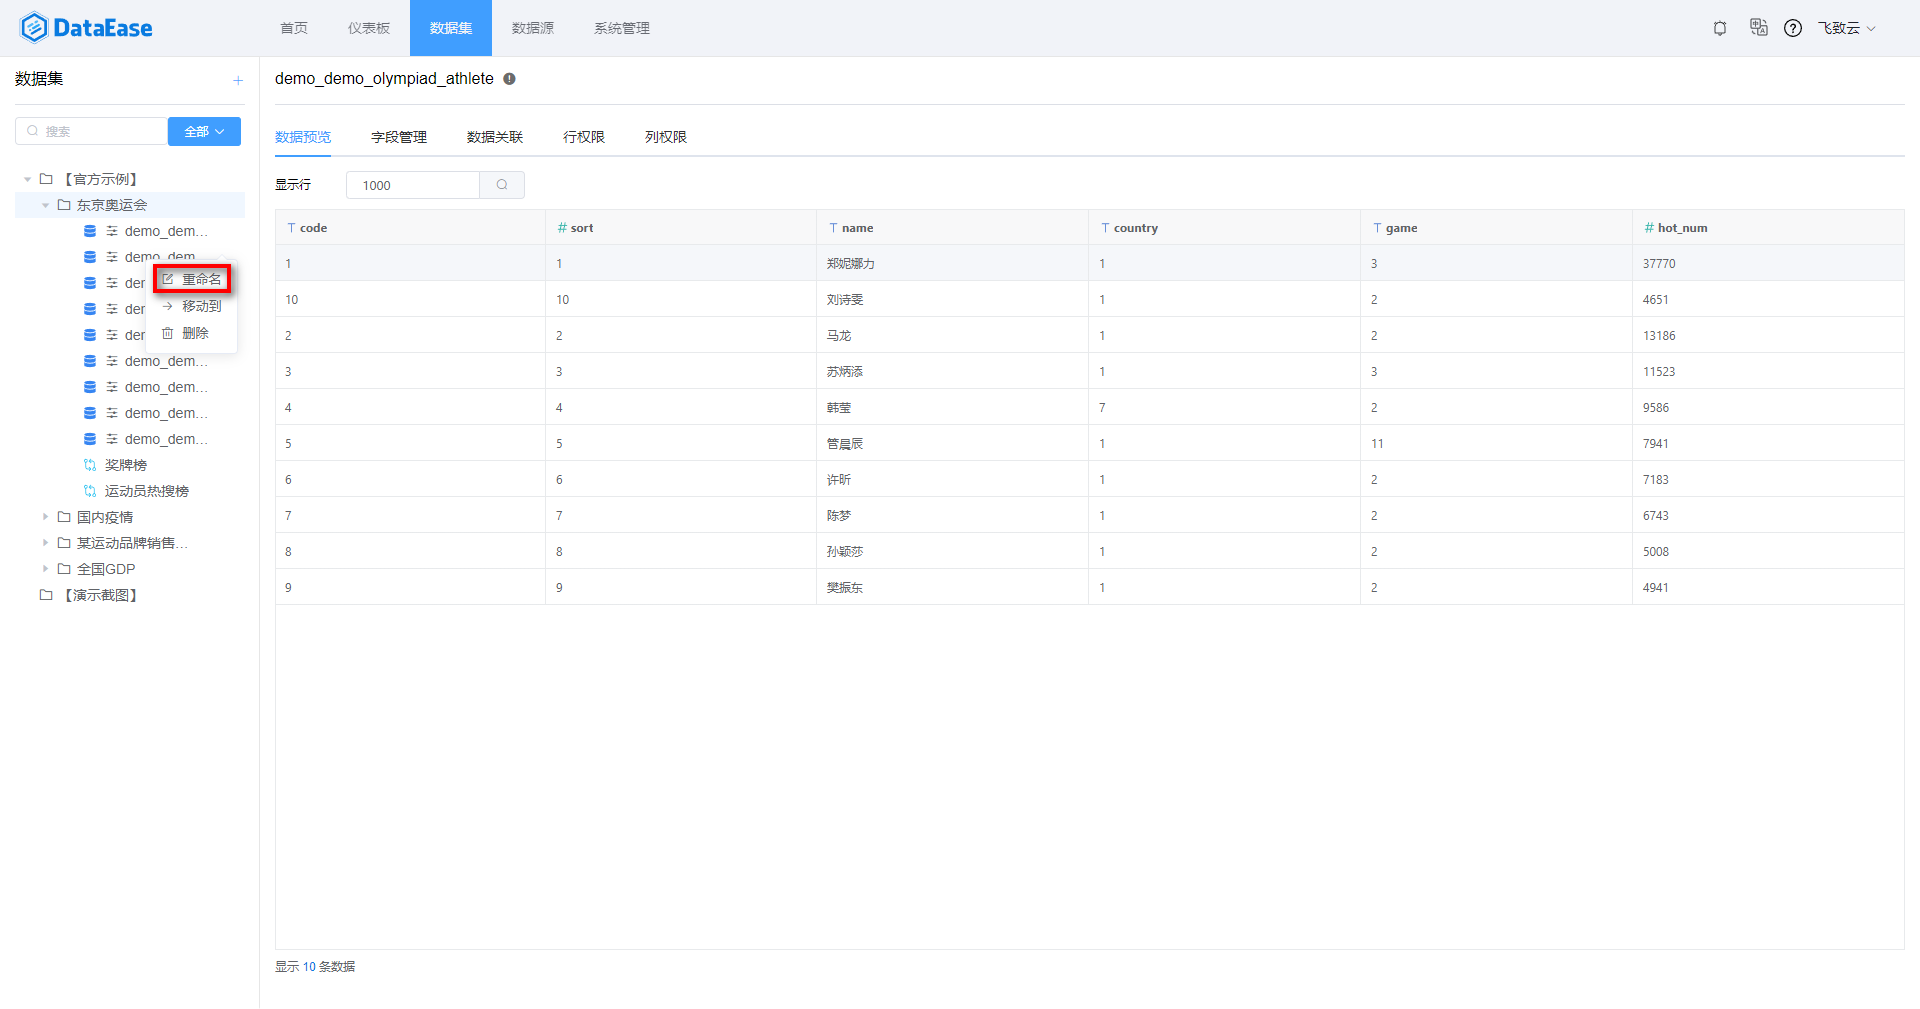 DataEase 首页 仪表板 数据集 数据源 系统管理 飞致云
数据集
搜索 全部
【官方示例】
东京奥运会
demo_dem...
demo_dem
der
der
der
重命名
移动到
删除
demo_dem...
demo_dem...
demo_dem...
demo_dem...
奖牌榜
运动员热搜榜
国内疫情
某运动品牌销售...
全国GDP
【演示截图】
demo_demo_olympiad_athlete
数据预览 字段管理 数据关联 行权限 列权限
显示行 1000
T code # sort T name T country T game # hot_num
1 1 郑妮娜力 1 3 37770
10 10 刘诗雯 1 2 4651
2 2 马龙 1 2 13186
3 3 苏炳添 1 3 11523
4 4 韩莹 7 2 9586
5 5 管晨辰 1 11 7941
6 6 许昕 1 2 7183
7 7 陈梦 1 2 6743
8 8 孙颖莎 1 2 5008
9 9 樊振东 1 2 4941
显示 10 条数据